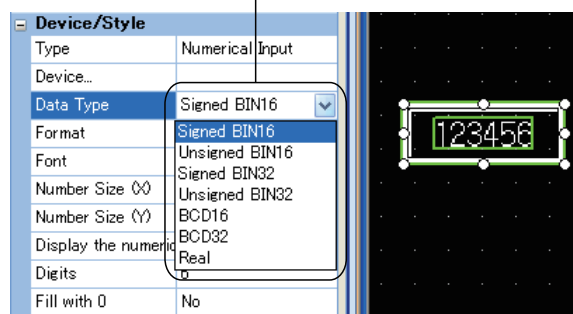 Device/Style
Type Numerical Input
Device...
Data Type Signed BIN16
Format Signed BIN16
Font Unsigned BIN16
Signed BIN32
Number Size (X) Unsigned BIN32
Number Size (Y) BCD16
Display the numeric BCD32
Real
Digits 6
Fill with 0 No
123456